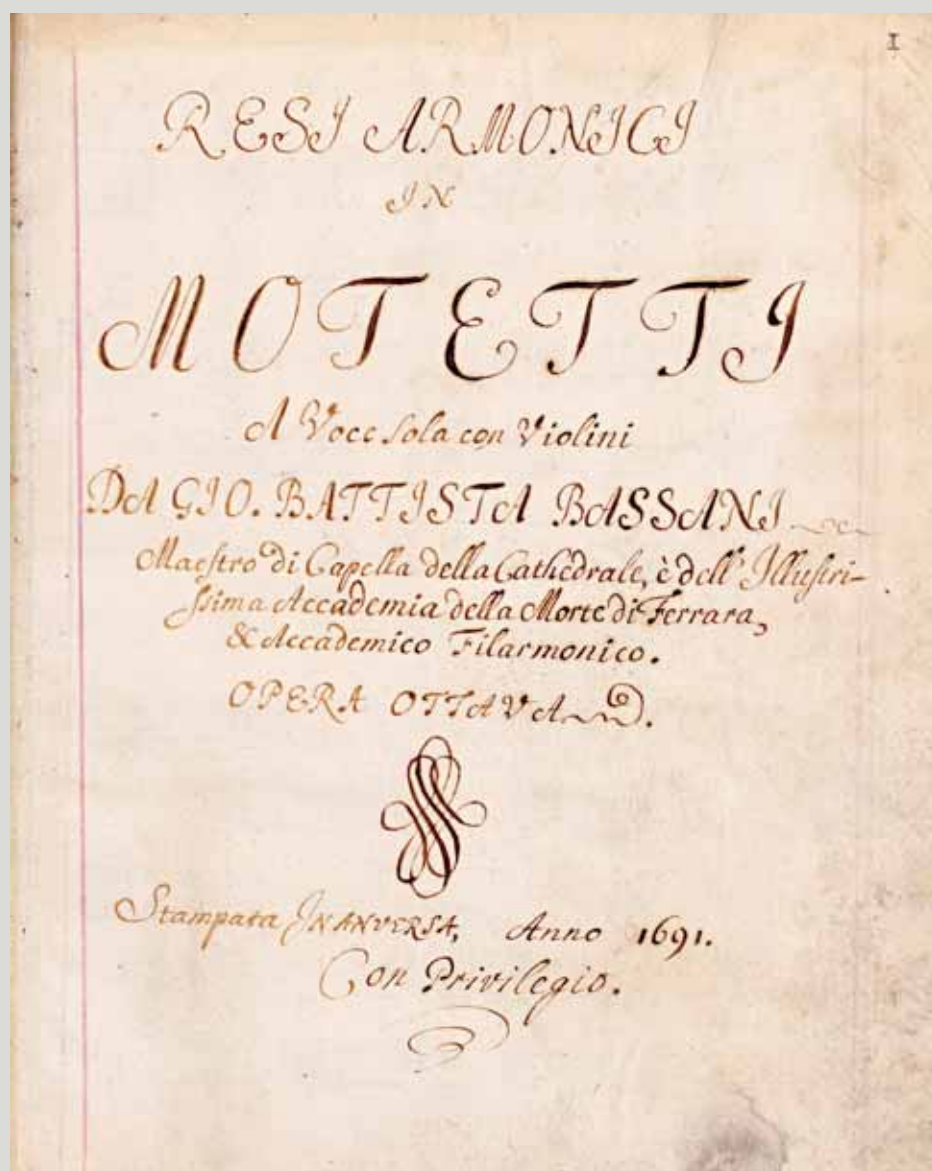 I
RESI ARMONICI
IN
MOTETTI
A Voce sola con Violini
DA GIO. BATTISTA BASSANI
Maestro di Capella della Cathedrale, è dell' Illustri-
ssima Accademia della Morte di Ferrara,
& Accademico Filarmonico.
OPERA OTTAVA.
Stampata IN ANVERSA, Anno 1691.
Con Privilegio.